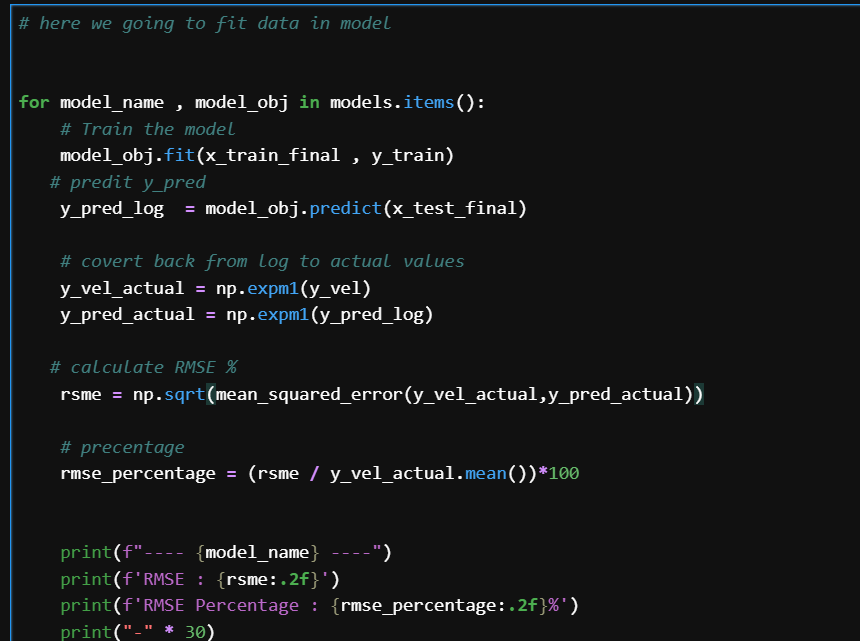 # here we going to fit data in model
for model_name , model_obj in models.items():
    # Train the model
    model_obj.fit(x_train_final , y_train)
   # predit y_pred
    y_pred_log  = model_obj.predict(x_test_final)
    # covert back from log to actual values
    y_vel_actual = np.expm1(y_vel)
    y_pred_actual = np.expm1(y_pred_log)
   # calculate RMSE %
    rsme = np.sqrt(mean_squared_error(y_vel_actual,y_pred_actual))
    # precentage
    rmse_percentage = (rsme / y_vel_actual.mean())*100
    print(f"---- {model_name} ----")
    print(f'RMSE : {rsme:.2f}')
    print(f'RMSE Percentage : {rmse_percentage:.2f}%')
    print("-" * 30)